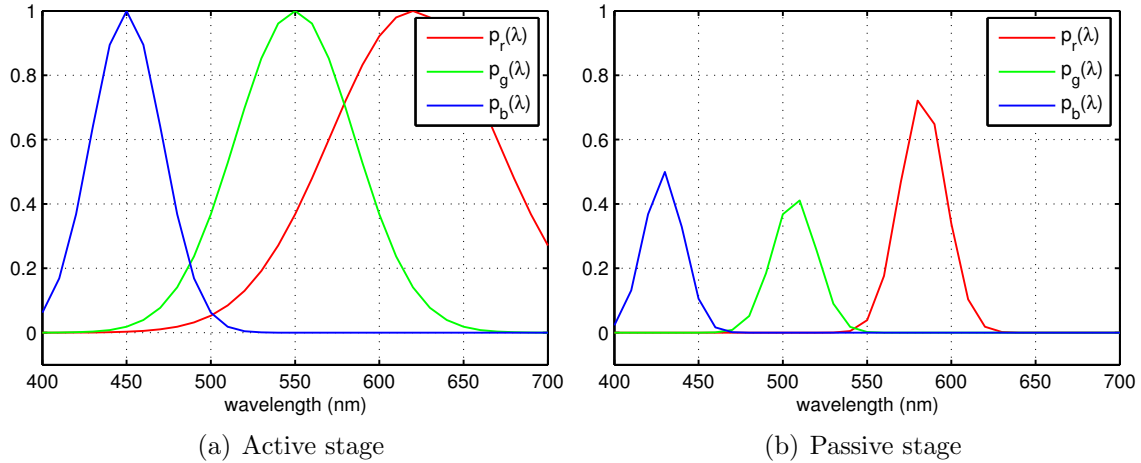 1
0.8
0.6
0.4
0.2
0
400 450 500 550 600 650 700
wavelength (nm)
p_r(λ)
p_g(λ)
p_b(λ)
(a) Active stage
1
0.8
0.6
0.4
0.2
0
400 450 500 550 600 650 700
wavelength (nm)
p_r(λ)
p_g(λ)
p_b(λ)
(b) Passive stage